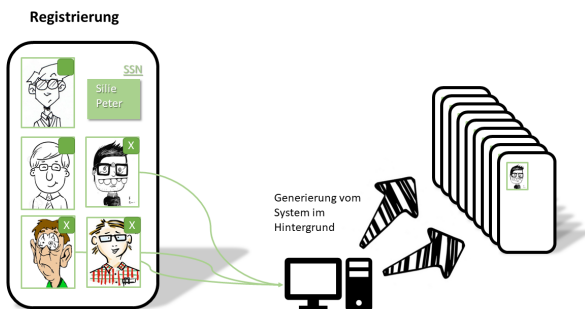 Registrierung
SSN
Silie
Peter
X
X
X
Generierung vom
System im
Hintergrund